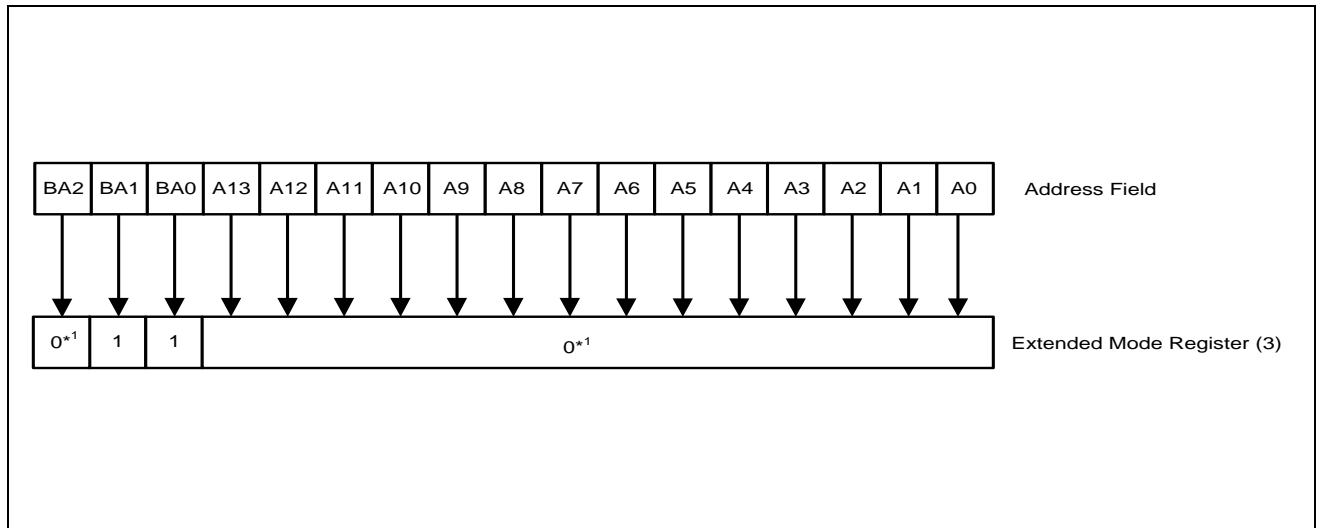 BA2 BA1 BA0 A13 A12 A11 A10 A9 A8 A7 A6 A5 A4 A3 A2 A1 A0 Address Field
0*1 1 1 0*1 Extended Mode Register (3)